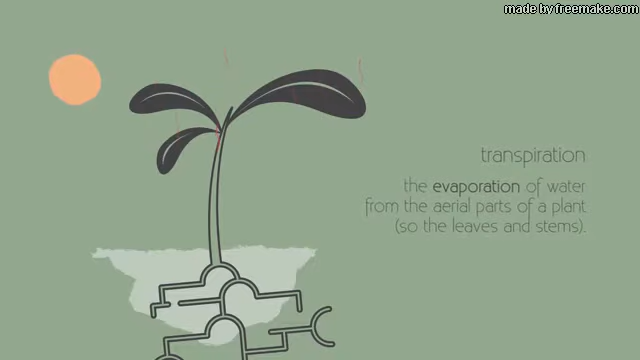 made by freemake.com
transpiration
the evaporation of water
from the aerial parts of a plant
(so the leaves and stems).